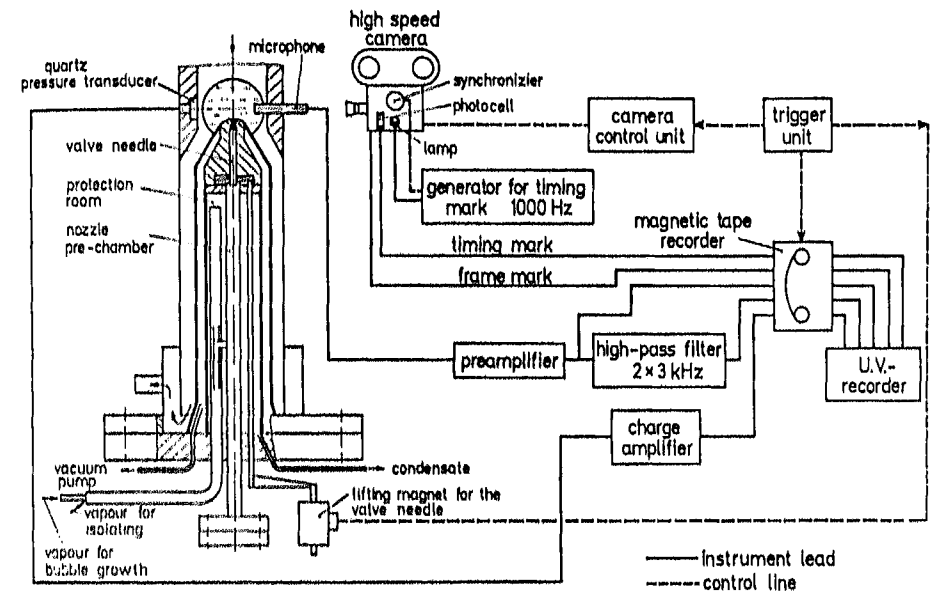 high speed
camera
microphone
quartz
pressure transducer
synchronizier
photocell
lamp
camera
control unit
trigger
unit
valve needle
protection
room
nozzle
pre-chamber
generator for timing
mark 1000 Hz
magnetic tape
recorder
timing mark
frame mark
preamplifier
high-pass filter
2×3 kHz
U.V.-
recorder
charge
amplifier
vacuum
pump
condensate
vapour for
isolating
lifting magnet for the
valve needle
vapour for
bubble growth
instrument lead
control line